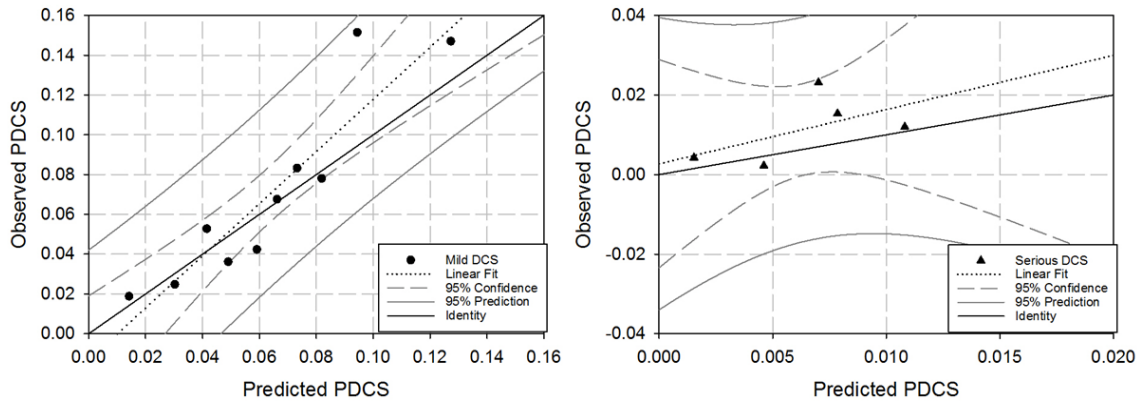 Observed PDCS
0.16
0.14
0.12
0.10
0.08
0.06
0.04
0.02
0.00
Mild DCS
Linear Fit
95% Confidence
95% Prediction
Identity
0.00 0.02 0.04 0.06 0.08 0.10 0.12 0.14 0.16
Predicted PDCS
Observed PDCS
0.04
0.02
0.00
-0.02
-0.04
Serious DCS
Linear Fit
95% Confidence
95% Prediction
Identity
0.000 0.005 0.010 0.015 0.020
Predicted PDCS